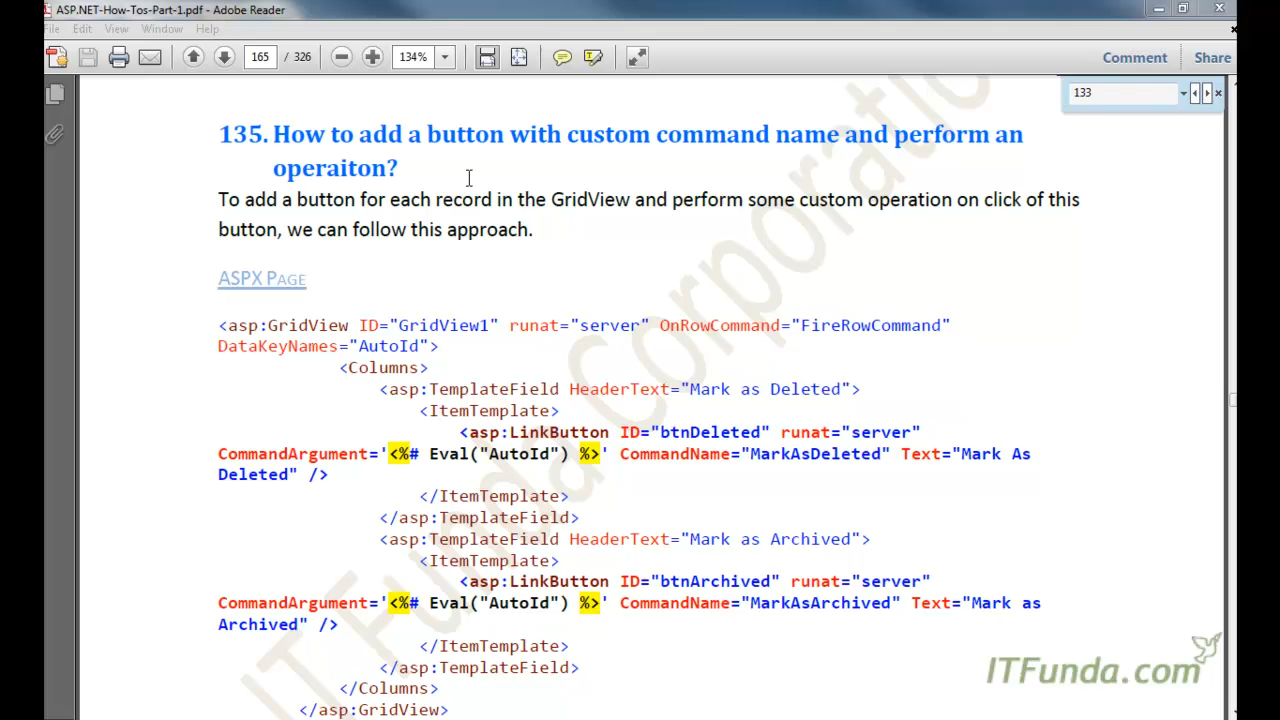 ASP.NET-How-Tos-Part-1.pdf - Adobe Reader
File Edit View Window Help
165 / 326 134% Comment Share
133
135. How to add a button with custom command name and perform an
operaiton?
To add a button for each record in the GridView and perform some custom operation on click of this
button, we can follow this approach.
ASPX PAGE
<asp:GridView ID="GridView1" runat="server" OnRowCommand="FireRowCommand"
DataKeyNames="AutoId">
<Columns>
<asp:TemplateField HeaderText="Mark as Deleted">
<ItemTemplate>
<asp:LinkButton ID="btnDeleted" runat="server"
CommandArgument='<%# Eval("AutoId") %>' CommandName="MarkAsDeleted" Text="Mark As
Deleted" />
</ItemTemplate>
</asp:TemplateField>
<asp:TemplateField HeaderText="Mark as Archived">
<ItemTemplate>
<asp:LinkButton ID="btnArchived" runat="server"
CommandArgument='<%# Eval("AutoId") %>' CommandName="MarkAsArchived" Text="Mark as
Archived" />
</ItemTemplate>
</asp:TemplateField>
</Columns>
</asp:GridView>
IT Funda Corporation
ITFunda.com